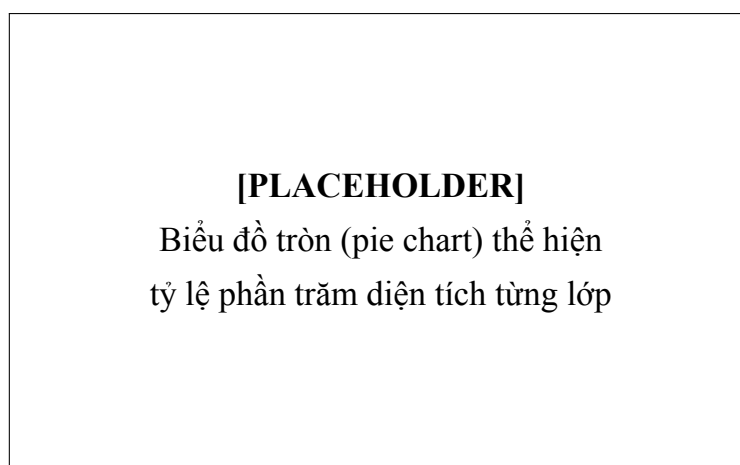 [PLACEHOLDER]
Biểu đồ tròn (pie chart) thể hiện
tỷ lệ phần trăm diện tích từng lớp